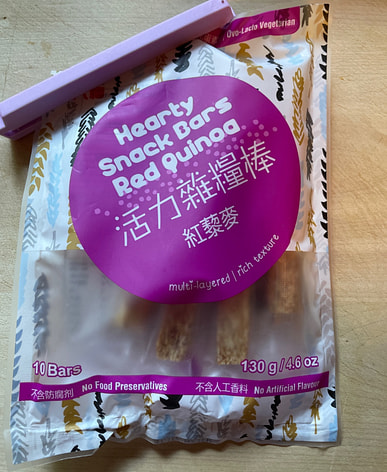 Ovo-Lacto Vegetarian
Hearty
Snack Bars
Red Quinoa
活力雜糧棒
紅藜麥
multi-layered | rich texture
10 Bars
130 g / 4.6 oz
不含防腐劑 No Food Preservatives
不含人工香料 No Artificial Flavour